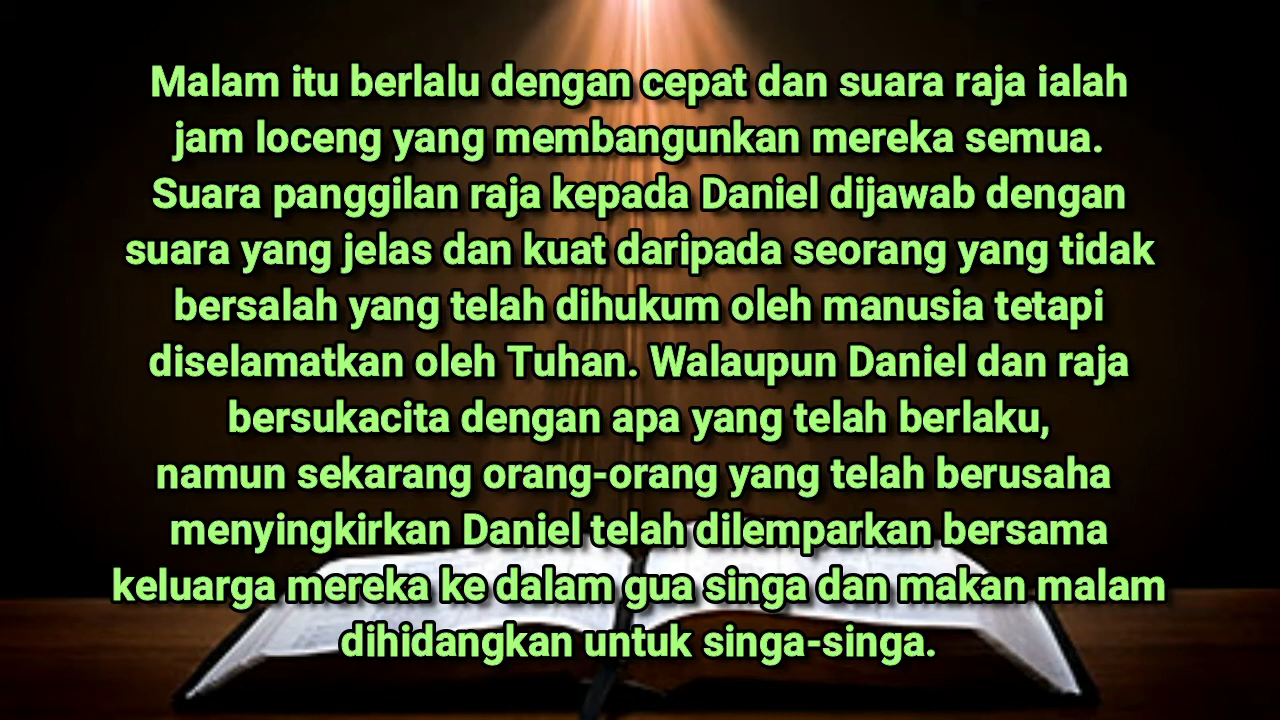 Malam itu berlalu dengan cepat dan suara raja ialah
jam loceng yang membangunkan mereka semua.
Suara panggilan raja kepada Daniel dijawab dengan
suara yang jelas dan kuat daripada seorang yang tidak
bersalah yang telah dihukum oleh manusia tetapi
diselamatkan oleh Tuhan. Walaupun Daniel dan raja
bersukacita dengan apa yang telah berlaku,
namun sekarang orang-orang yang telah berusaha
menyingkirkan Daniel telah dilemparkan bersama
keluarga mereka ke dalam gua singa dan makan malam
dihidangkan untuk singa-singa.